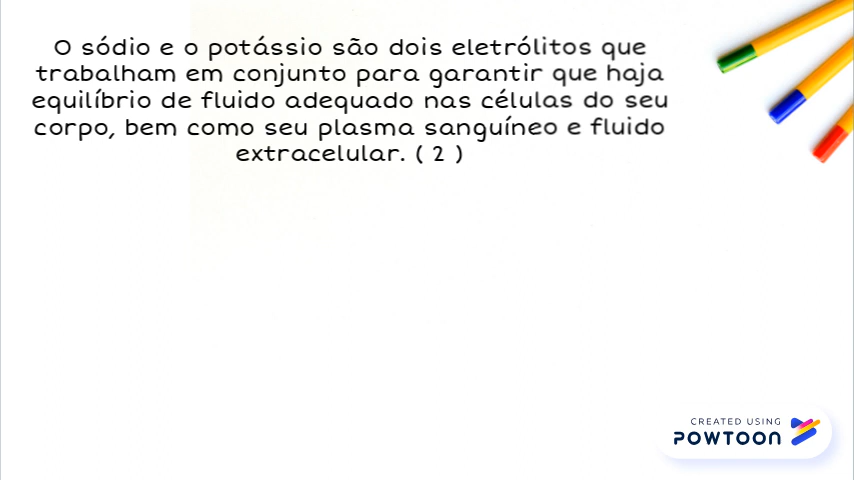 O sódio e o potássio são dois eletrólitos que
trabalham em conjunto para garantir que haja
equilíbrio de fluido adequado nas células do seu
corpo, bem como seu plasma sanguíneo e fluido
extracelular. ( 2 )
CREATED USING
POWTOON